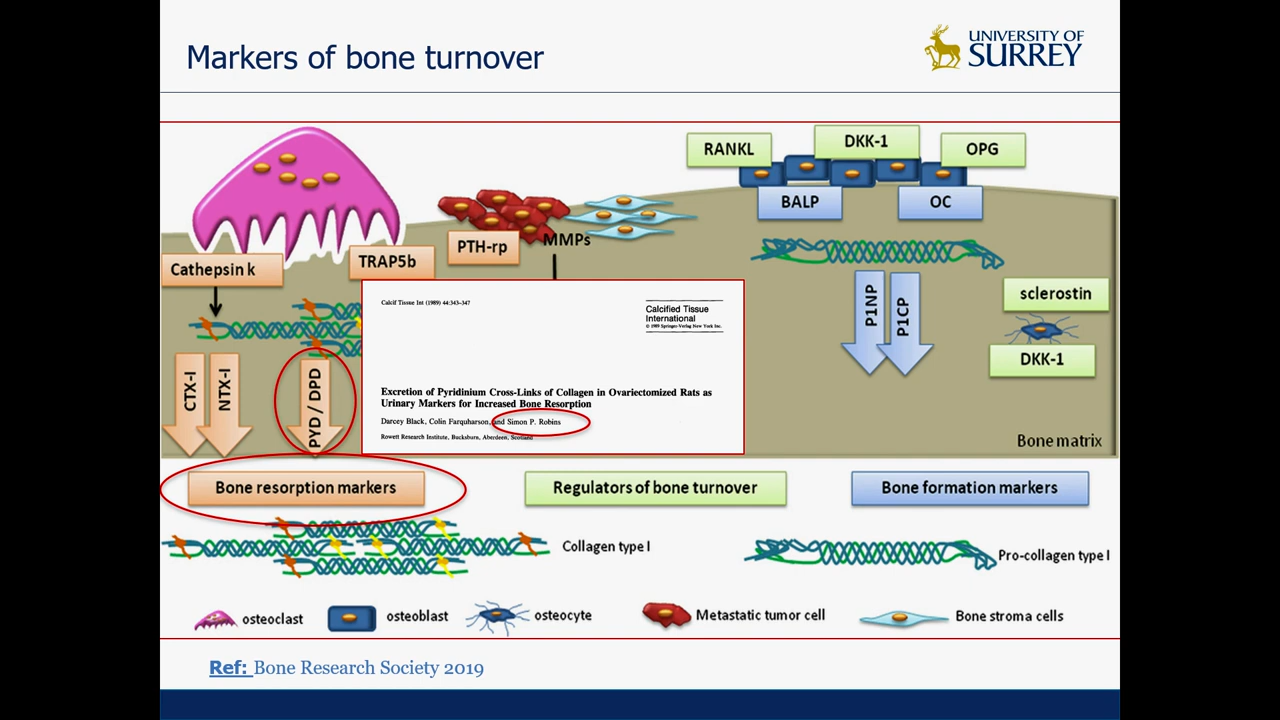 Markers of bone turnover
UNIVERSITY OF
SURREY
RANKL
DKK-1
OPG
BALP
OC
PTH-rp
MMPs
Cathepsin k
TRAP5b
CTX-I
NTX-I
PYD / DPD
P1NP
P1CP
sclerostin
DKK-1
Bone matrix
Calcif Tissue Int (1989) 44:343-347
Calcified Tissue
International
© 1989 Springer-Verlag New York Inc.
Excretion of Pyridinium Cross-Links of Collagen in Ovariectomized Rats as
Urinary Markers for Increased Bone Resorption
Darcey Black, Colin Farquharson, and Simon P. Robins
Rowett Research Institute, Bucksburn, Aberdeen, Scotland
Bone resorption markers
Regulators of bone turnover
Bone formation markers
Collagen type I
Pro-collagen type I
osteoclast
osteoblast
osteocyte
Metastatic tumor cell
Bone stroma cells
Ref: Bone Research Society 2019